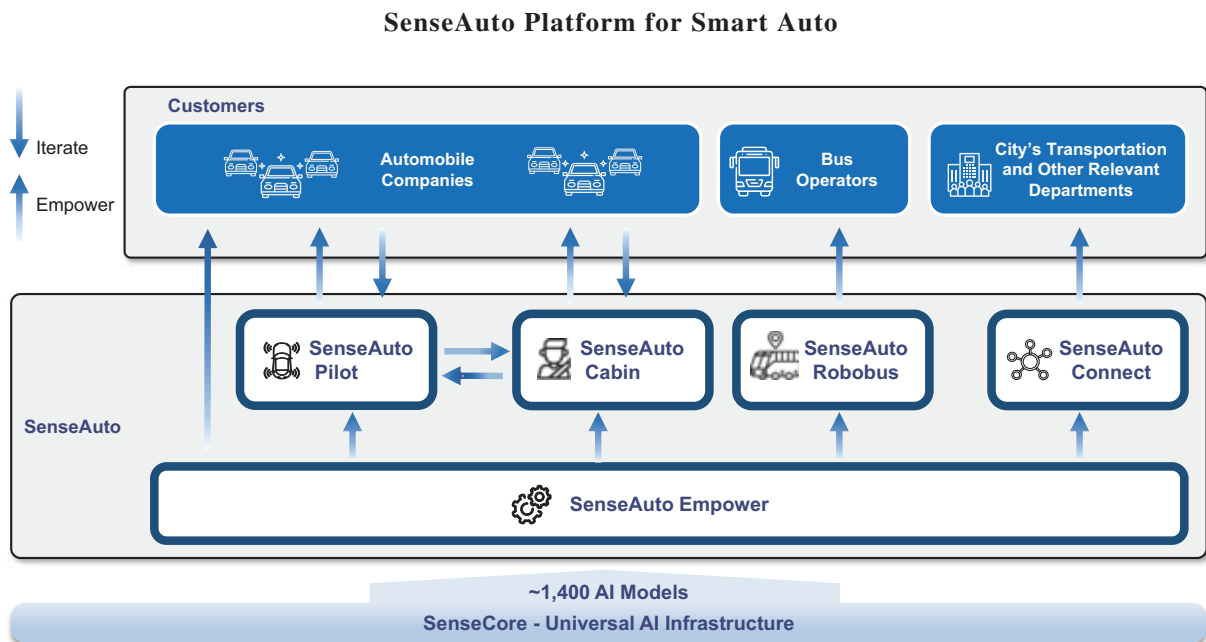 SenseAuto Platform for Smart Auto
Iterate
Empower
Customers
Automobile
Companies
Bus
Operators
City's Transportation
and Other Relevant
Departments
SenseAuto
SenseAuto
Pilot
SenseAuto
Cabin
SenseAuto
Robobus
SenseAuto
Connect
SenseAuto Empower
~1,400 AI Models
SenseCore - Universal AI Infrastructure